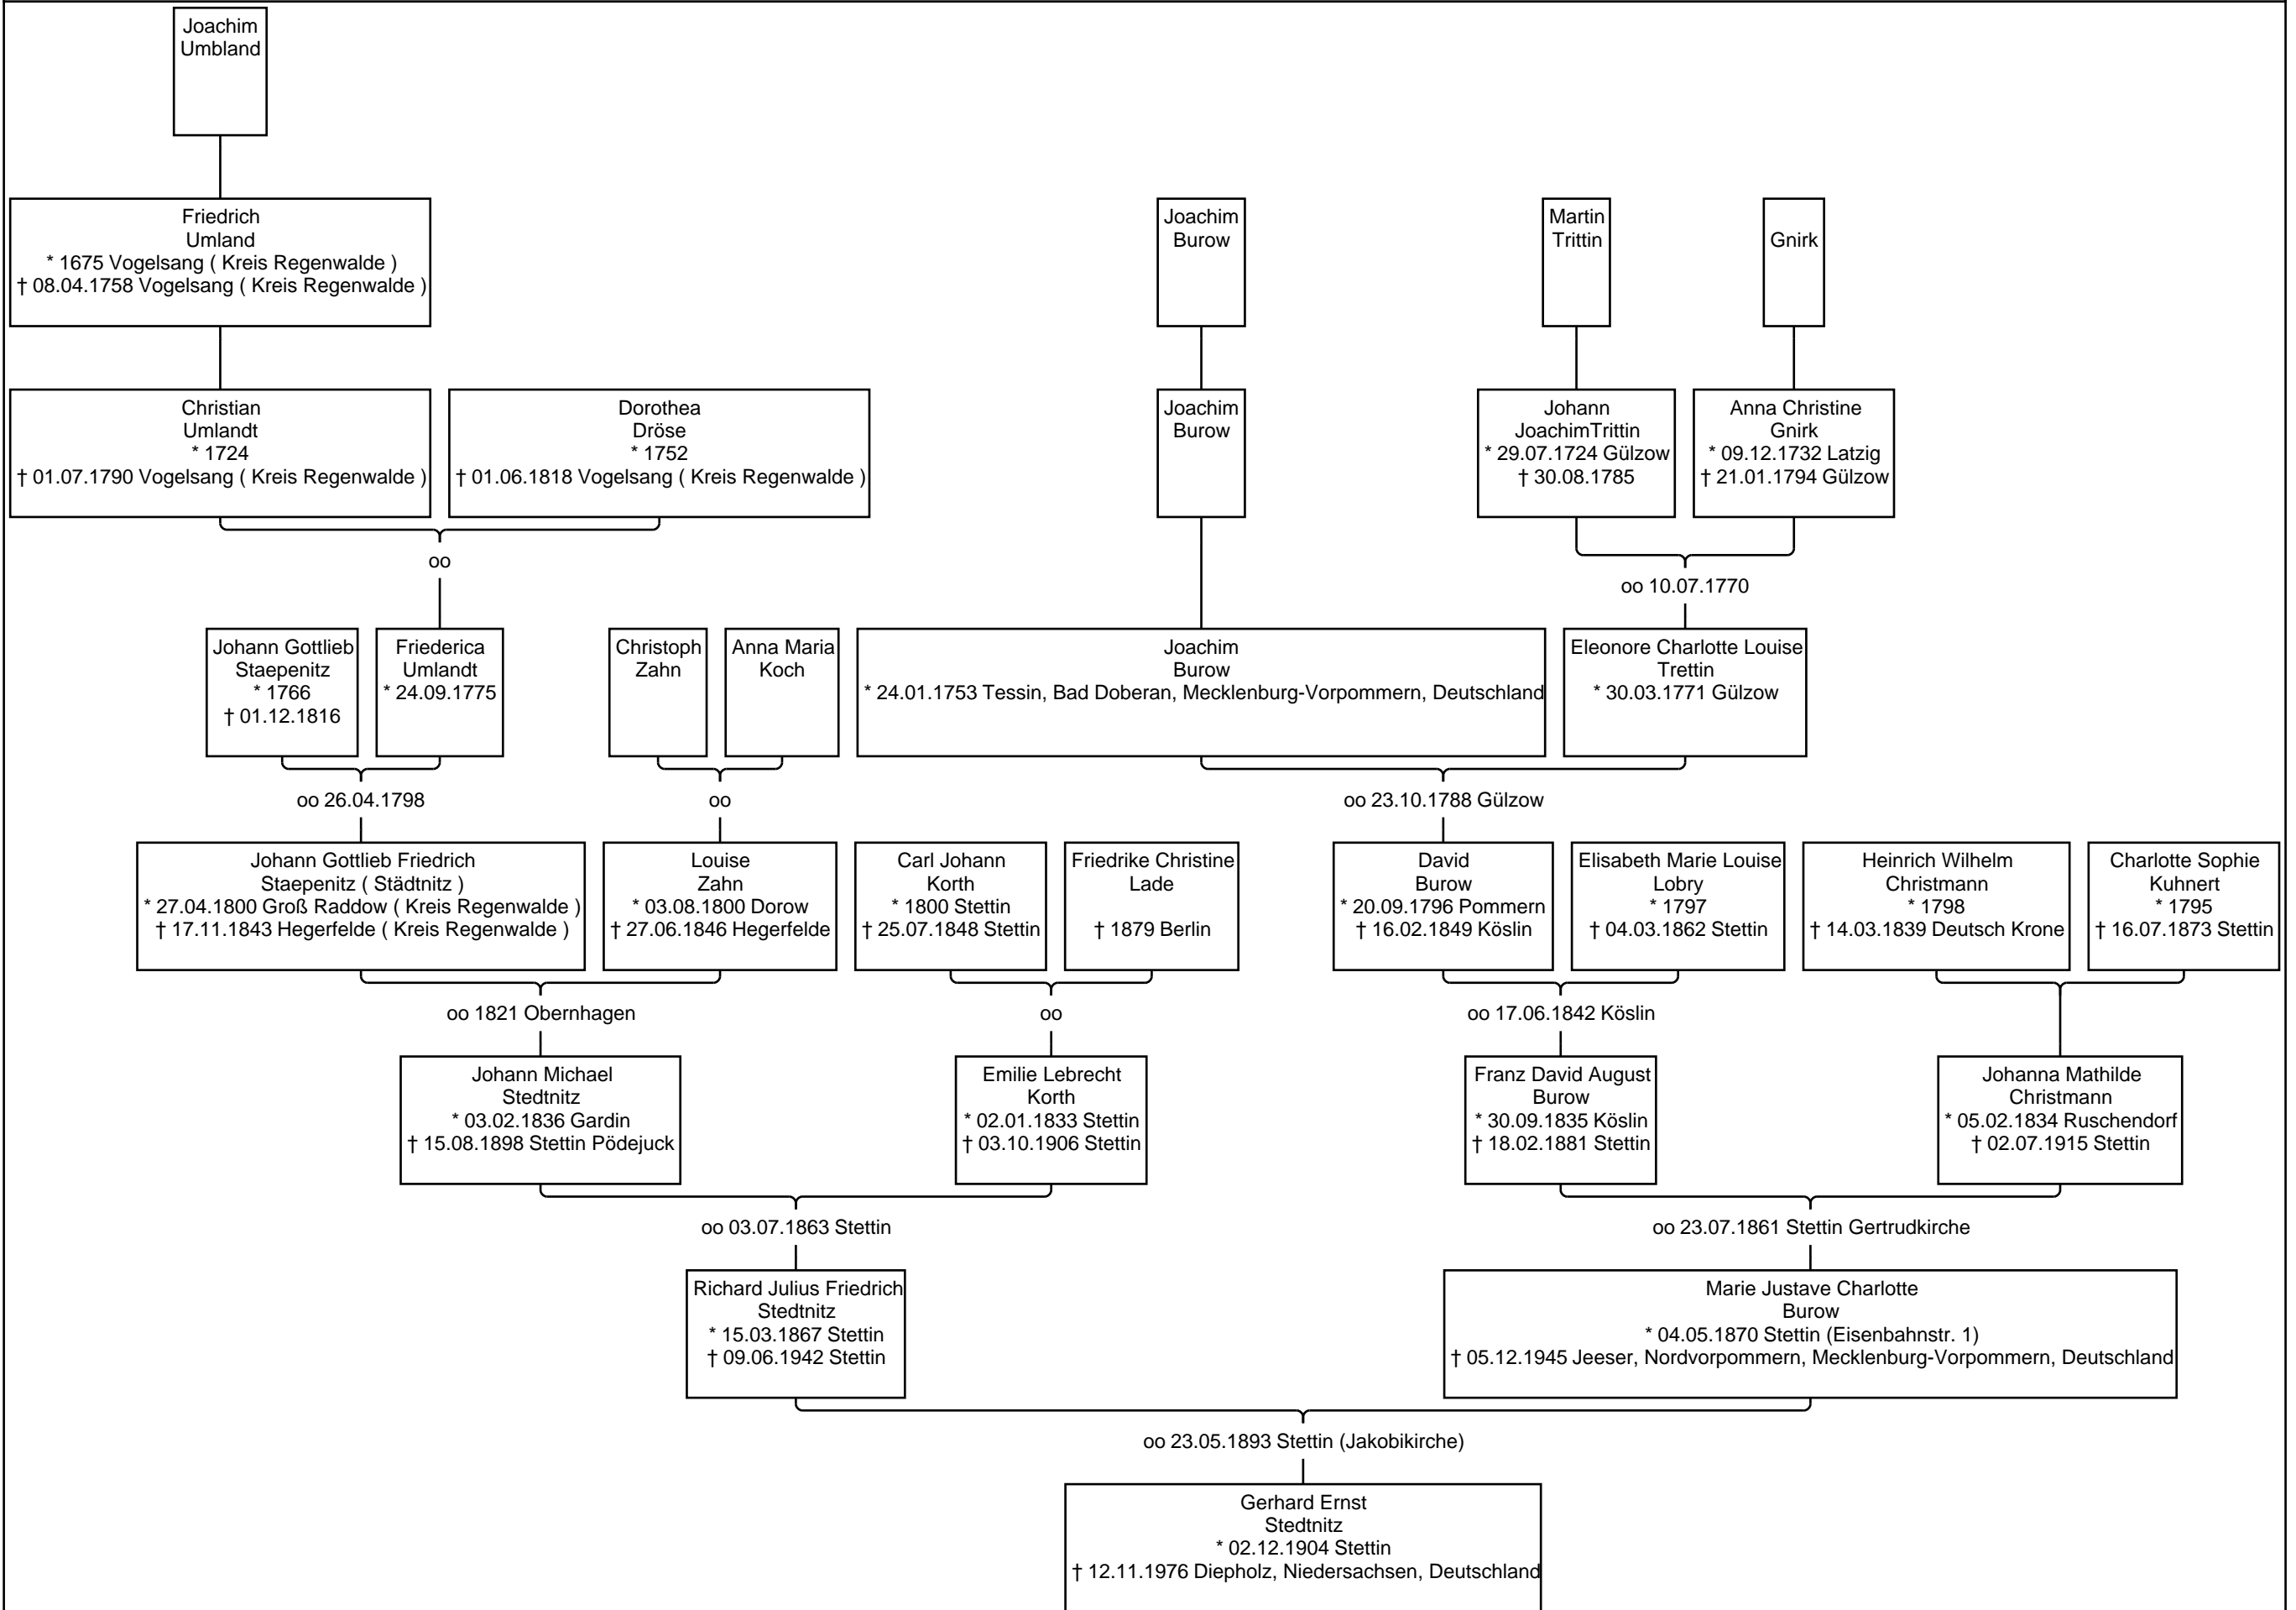 Joachim
Umbland
Friedrich
Umland
* 1675 Vogelsang ( Kreis Regenwalde )
† 08.04.1758 Vogelsang ( Kreis Regenwalde )
Joachim
Burow
Martin
Trittin
Gnirk
Christian
Umlandt
* 1724
† 01.07.1790 Vogelsang ( Kreis Regenwalde )
Dorothea
Dröse
* 1752
† 01.06.1818 Vogelsang ( Kreis Regenwalde )
Joachim
Burow
Johann
JoachimTrittin
* 29.07.1724 Gülzow
† 30.08.1785
Anna Christine
Gnirk
* 09.12.1732 Latzig
† 21.01.1794 Gülzow
oo
oo 10.07.1770
Johann Gottlieb
Staepenitz
* 1766
† 01.12.1816
Friederica
Umlandt
* 24.09.1775
Christoph
Zahn
Anna Maria
Koch
Joachim
Burow
* 24.01.1753 Tessin, Bad Doberan, Mecklenburg-Vorpommern, Deutschland
Eleonore Charlotte Louise
Trettin
* 30.03.1771 Gülzow
oo 26.04.1798
oo
oo 23.10.1788 Gülzow
Johann Gottlieb Friedrich
Staepenitz ( Städtnitz )
* 27.04.1800 Groß Raddow ( Kreis Regenwalde )
† 17.11.1843 Hegerfelde ( Kreis Regenwalde )
Louise
Zahn
* 03.08.1800 Dorow
† 27.06.1846 Hegerfelde
Carl Johann
Korth
* 1800 Stettin
† 25.07.1848 Stettin
Friedrike Christine
Lade
† 1879 Berlin
David
Burow
* 20.09.1796 Pommern
† 16.02.1849 Köslin
Elisabeth Marie Louise
Lobry
* 1797
† 04.03.1862 Stettin
Heinrich Wilhelm
Christmann
* 1798
† 14.03.1839 Deutsch Krone
Charlotte Sophie
Kuhnert
* 1795
† 16.07.1873 Stettin
oo 1821 Obernhagen
oo
oo 17.06.1842 Köslin
Johann Michael
Stedtnitz
* 03.02.1836 Gardin
† 15.08.1898 Stettin Pödejuck
Emilie Lebrecht
Korth
* 02.01.1833 Stettin
† 03.10.1906 Stettin
Franz David August
Burow
* 30.09.1835 Köslin
† 18.02.1881 Stettin
Johanna Mathilde
Christmann
* 05.02.1834 Ruschendorf
† 02.07.1915 Stettin
oo 03.07.1863 Stettin
oo 23.07.1861 Stettin Gertrudkirche
Richard Julius Friedrich
Stedtnitz
* 15.03.1867 Stettin
† 09.06.1942 Stettin
Marie Justave Charlotte
Burow
* 04.05.1870 Stettin (Eisenbahnstr. 1)
† 05.12.1945 Jeeser, Nordvorpommern, Mecklenburg-Vorpommern, Deutschland
oo 23.05.1893 Stettin (Jakobikirche)
Gerhard Ernst
Stedtnitz
* 02.12.1904 Stettin
† 12.11.1976 Diepholz, Niedersachsen, Deutschland